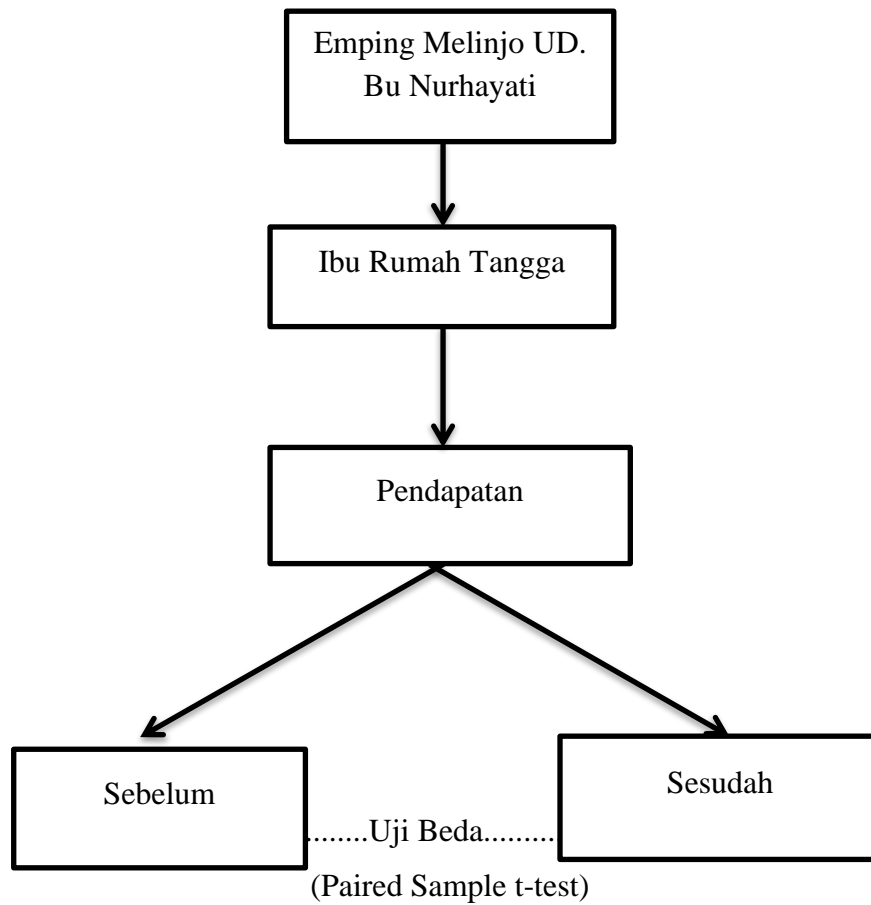 Emping Melinjo UD.
Bu Nurhayati
Ibu Rumah Tangga
Pendapatan
Sebelum
Sesudah
........Uji Beda.........
(Paired Sample t-test)